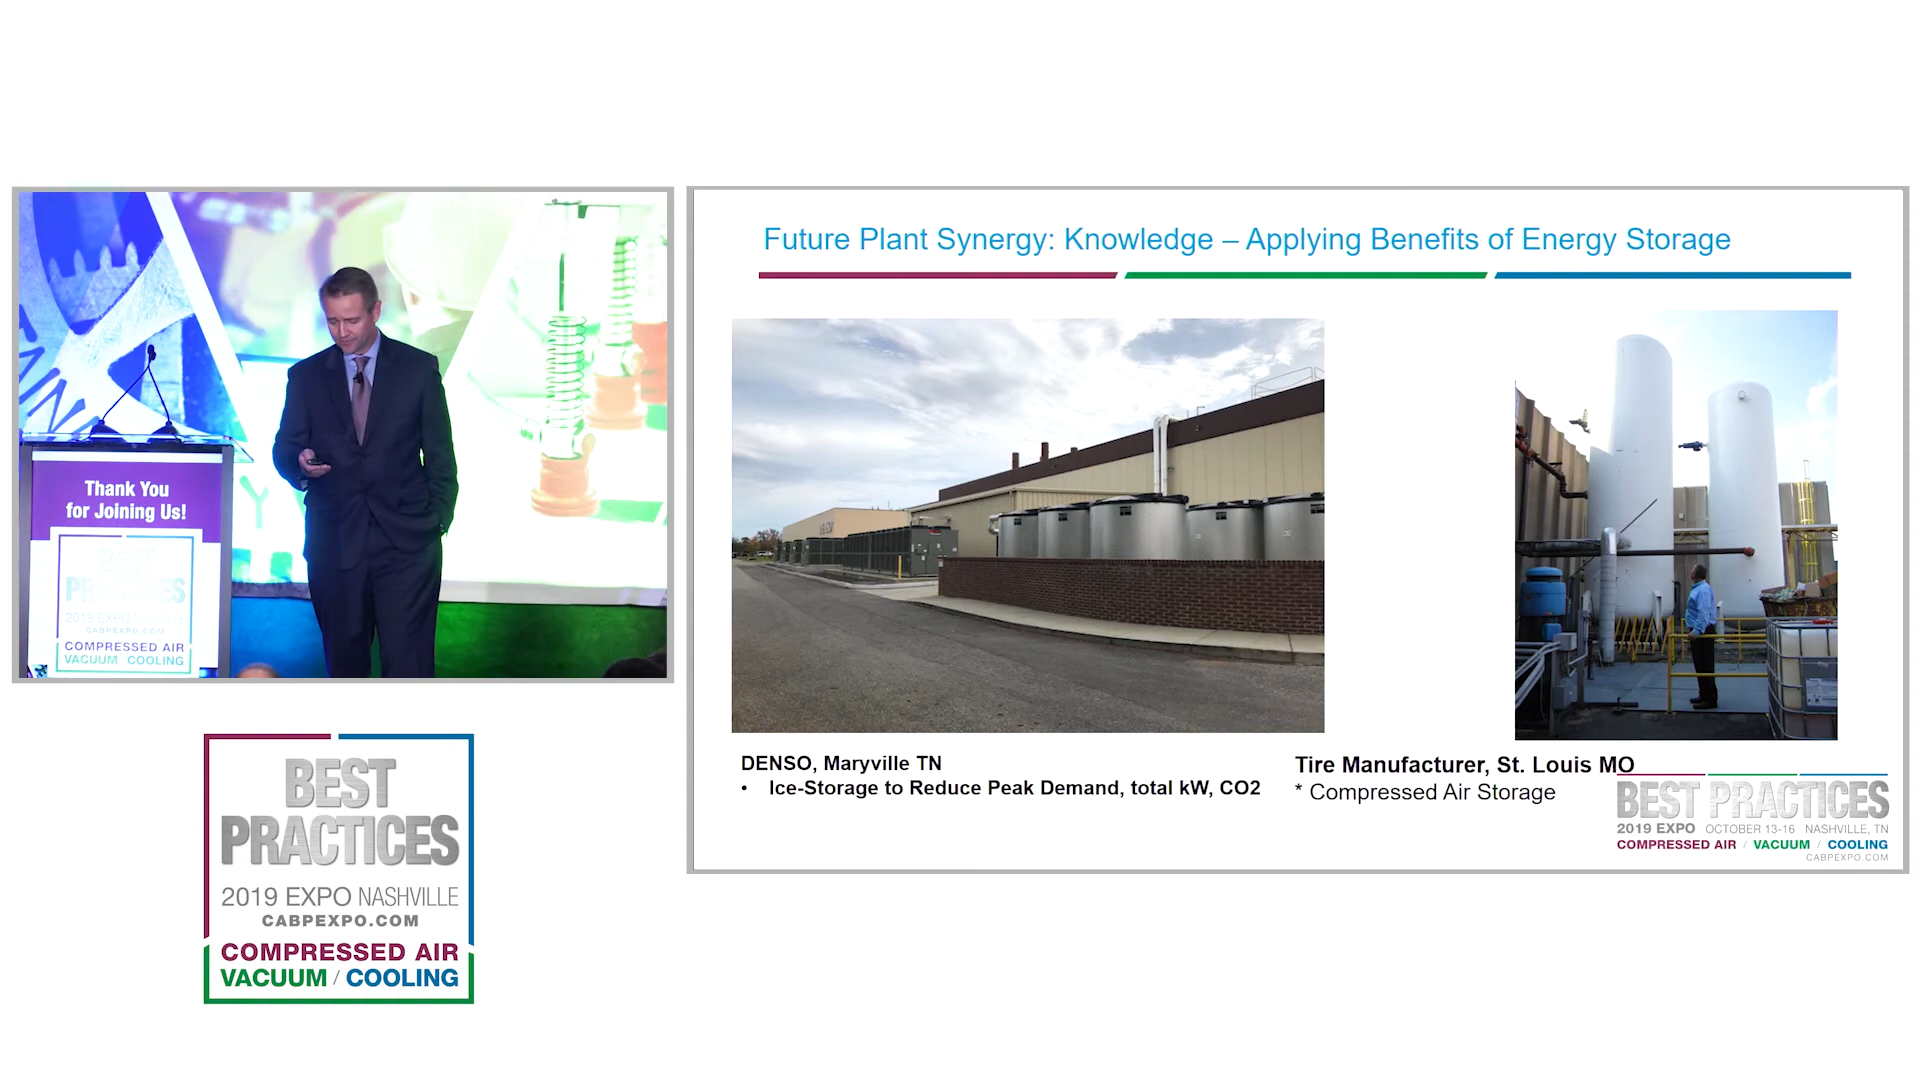 Thank You
for Joining Us!
BEST
PRACTICES
2019 EXPO NASHVILLE
CABPEXPO.COM
COMPRESSED AIR
VACUUM COOLING
Future Plant Synergy: Knowledge – Applying Benefits of Energy Storage
DENSO, Maryville TN
• Ice-Storage to Reduce Peak Demand, total kW, CO2
Tire Manufacturer, St. Louis MO
* Compressed Air Storage
BEST PRACTICES
2019 EXPO OCTOBER 13-16 NASHVILLE, TN
COMPRESSED AIR / VACUUM / COOLING
CABPEXPO.COM
BEST
PRACTICES
2019 EXPO NASHVILLE
CABPEXPO.COM
COMPRESSED AIR
VACUUM / COOLING